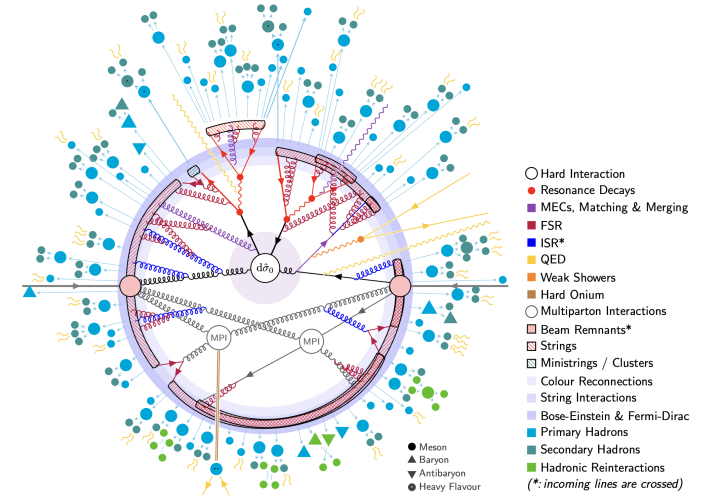 dσ̂₀
MPI
MPI
Hard Interaction
Resonance Decays
MECs, Matching & Merging
FSR
ISR*
QED
Weak Showers
Hard Onium
Multiparton Interactions
Beam Remnants*
Strings
Ministrings / Clusters
Colour Reconnections
String Interactions
Bose-Einstein & Fermi-Dirac
Primary Hadrons
Secondary Hadrons
Hadronic Reinteractions
(*: incoming lines are crossed)
Meson
Baryon
Antibaryon
Heavy Flavour